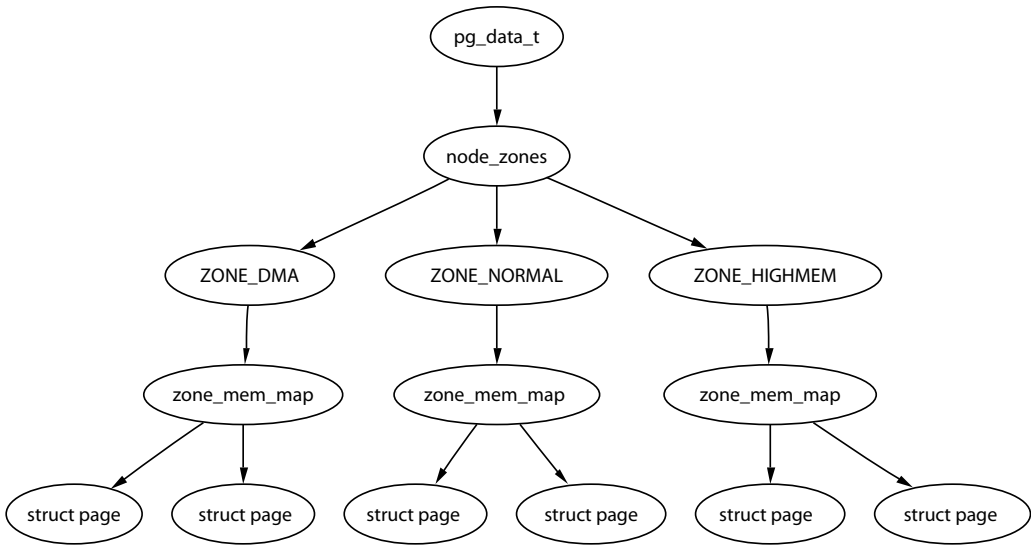 pg_data_t
node_zones
ZONE_DMA
ZONE_NORMAL
ZONE_HIGHMEM
zone_mem_map
zone_mem_map
zone_mem_map
struct page
struct page
struct page
struct page
struct page
struct page